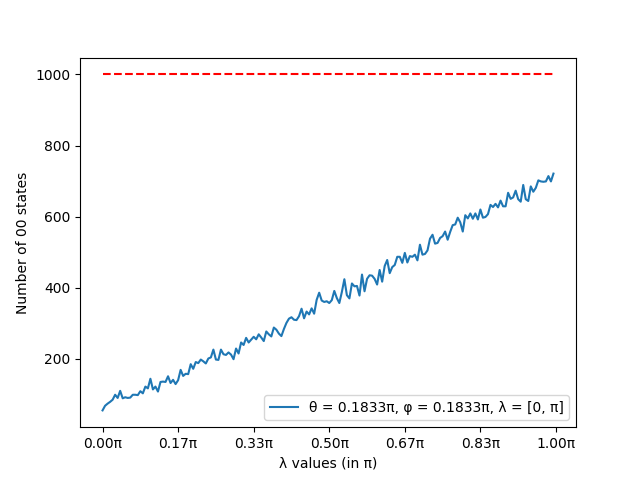 1000
800
600
400
200
Number of 00 states
θ = 0.1833π, φ = 0.1833π, λ = [0, π]
0.00π 0.17π 0.33π 0.50π 0.67π 0.83π 1.00π
λ values (in π)